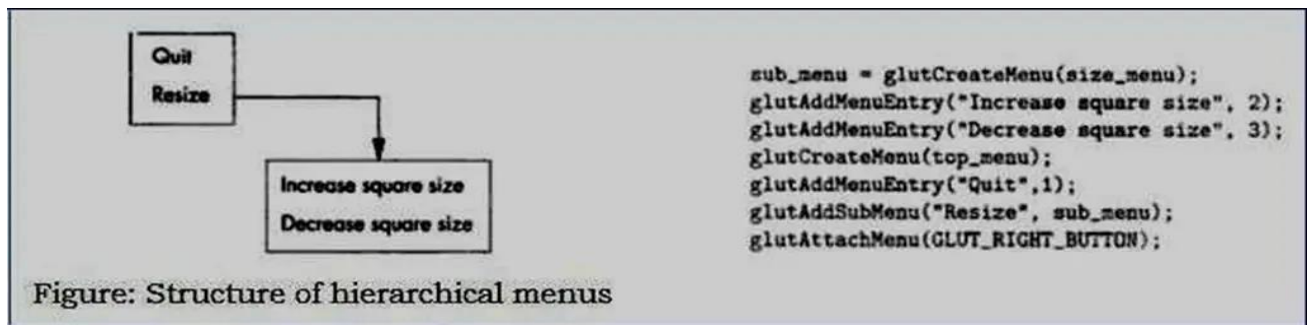 Quit
Resize
Increase square size
Decrease square size
sub_menu = glutCreateMenu(size_menu);
glutAddMenuEntry("Increase square size", 2);
glutAddMenuEntry("Decrease square size", 3);
glutCreateMenu(top_menu);
glutAddMenuEntry("Quit",1);
glutAddSubMenu("Resize", sub_menu);
glutAttachMenu(GLUT_RIGHT_BUTTON);
Figure: Structure of hierarchical menus